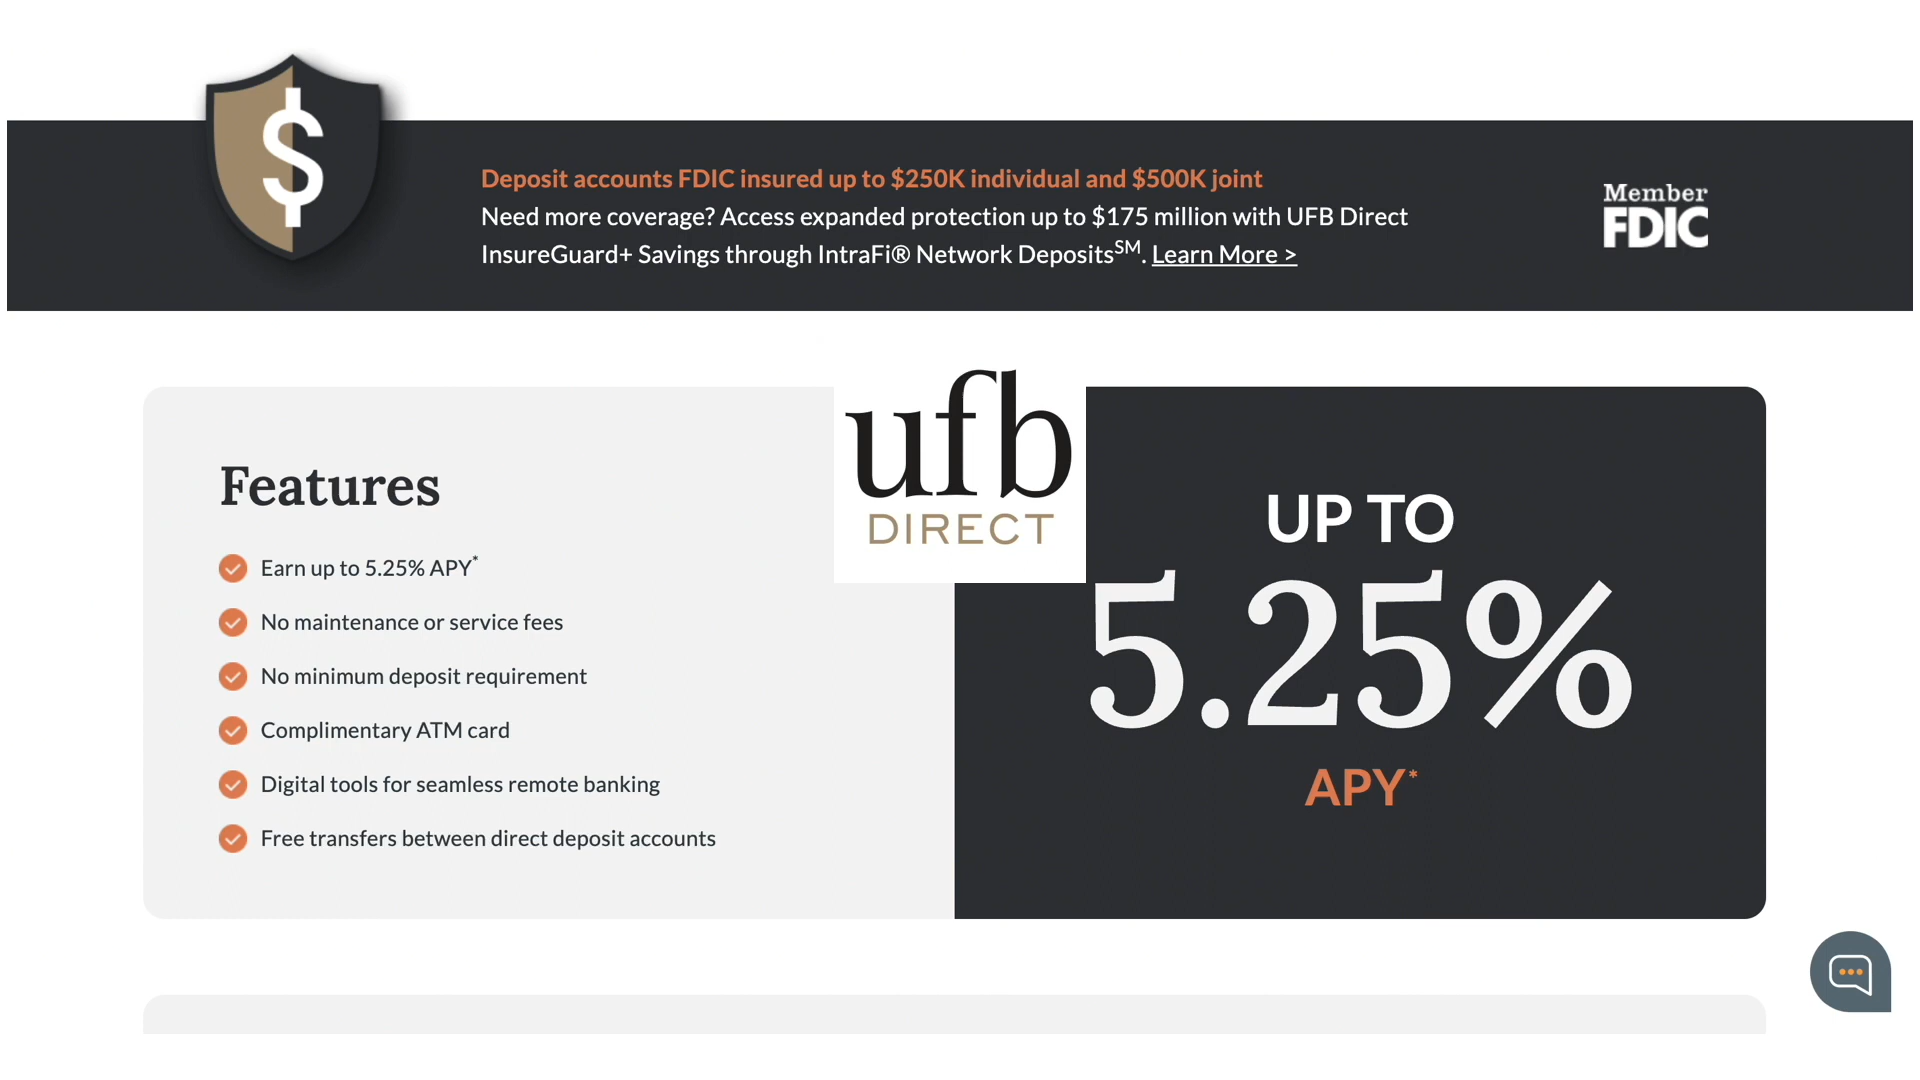 $
Deposit accounts FDIC insured up to $250K individual and $500K joint
Need more coverage? Access expanded protection up to $175 million with UFB Direct
InsureGuard+ Savings through IntraFi® Network Deposits℠. Learn More >
Member
FDIC
ufb
DIRECT
Features
Earn up to 5.25% APY*
No maintenance or service fees
No minimum deposit requirement
Complimentary ATM card
Digital tools for seamless remote banking
Free transfers between direct deposit accounts
UP TO
5.25%
APY*